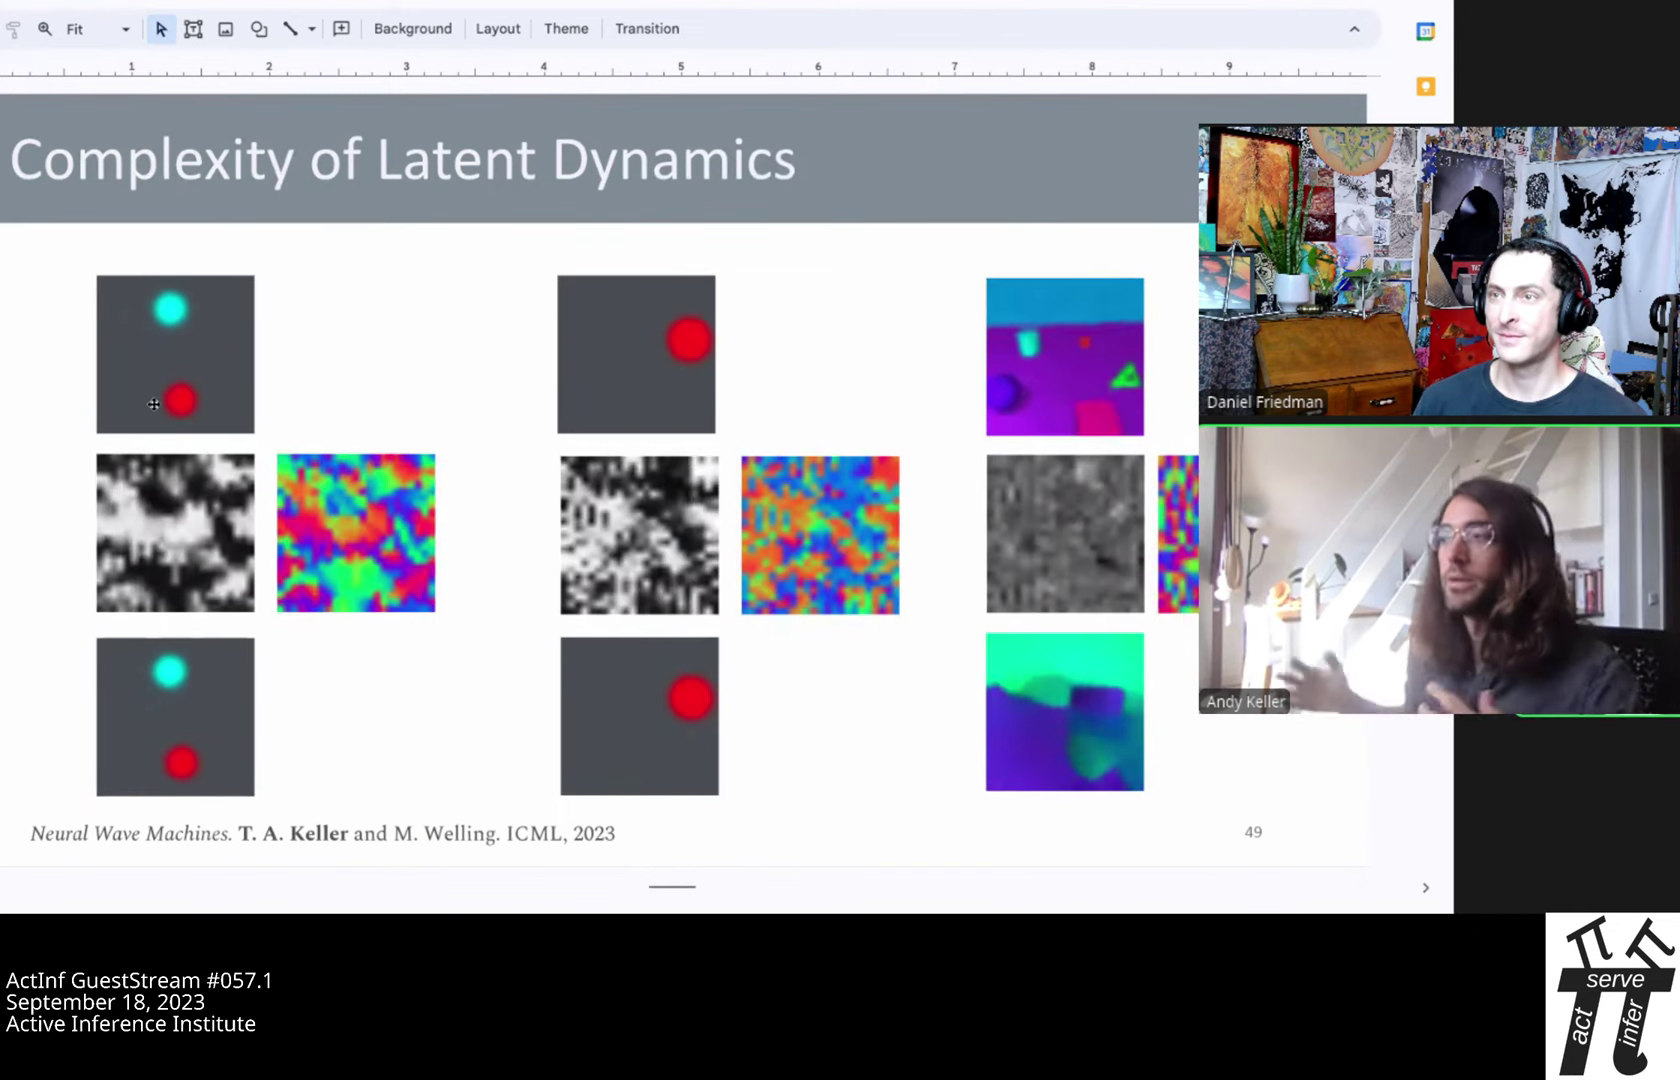 Fit
Background
Layout
Theme
Transition
31
1 2 3 4 5 6 7 8 9
Complexity of Latent Dynamics
Daniel Friedman
Andy Keller
Neural Wave Machines. T. A. Keller and M. Welling. ICML, 2023
49
ActInf GuestStream #057.1
September 18, 2023
Active Inference Institute
serve
act
infer